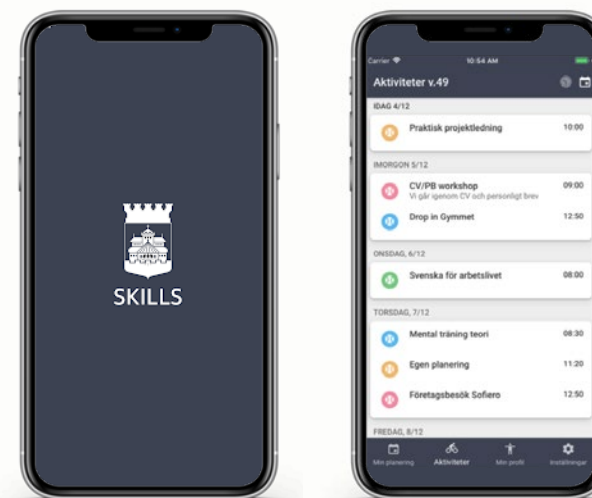 SKILLS
Carrier
10:54 AM
Aktiviteter v.49
IDAG 4/12
Praktisk projektledning 10:00
IMORGON 5/12
CV/PB workshop 09:00
Vi går igenom CV och personligt brev
Drop in Gymmet 12:50
ONSDAG, 6/12
Svenska för arbetslivet 08:00
TORSDAG, 7/12
Mental träning teori 08:30
Egen planering 11:20
Företagsbesök Sofiero 12:50
FREDAG, 8/12
Min planering Aktiviteter Min profil Inställningar